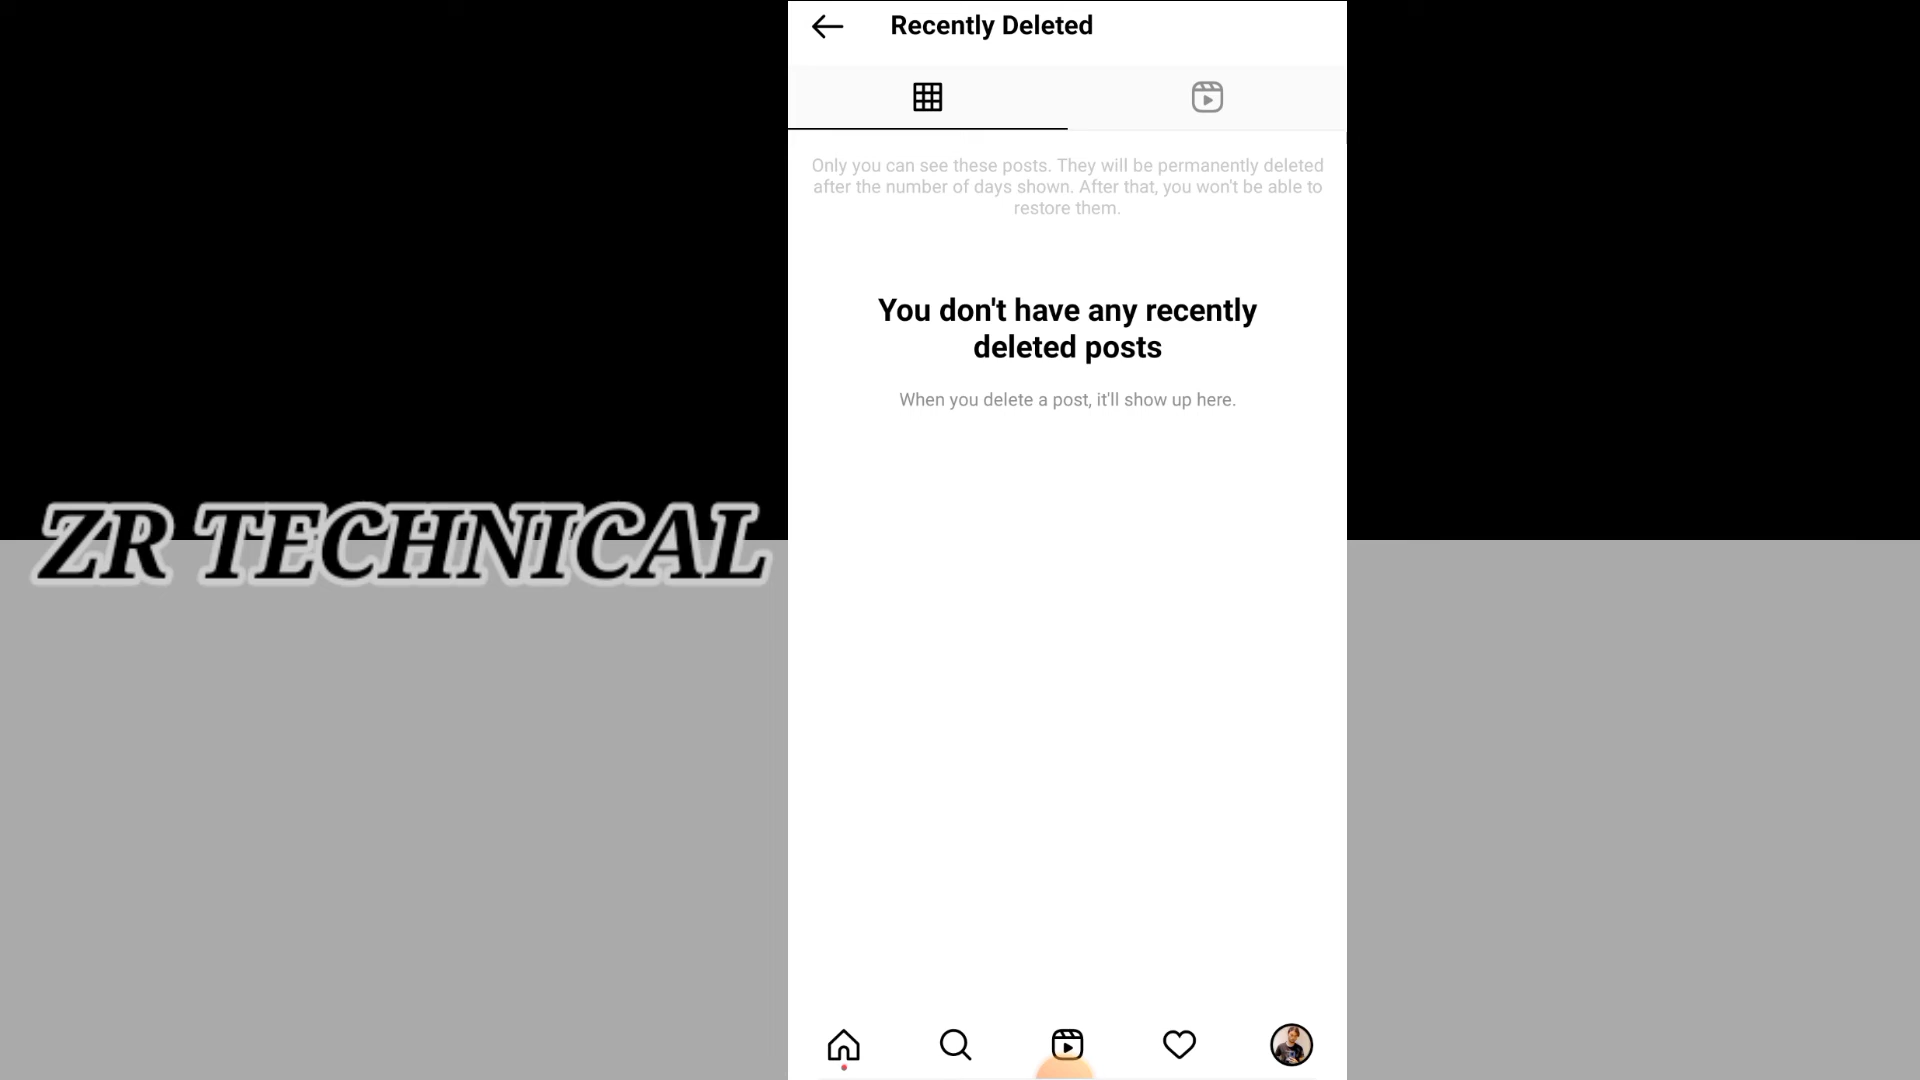 Recently Deleted
Only you can see these posts. They will be permanently deleted
after the number of days shown. After that, you won't be able to
restore them.
You don't have any recently
deleted posts
When you delete a post, it'll show up here.
ZR TECHNICAL